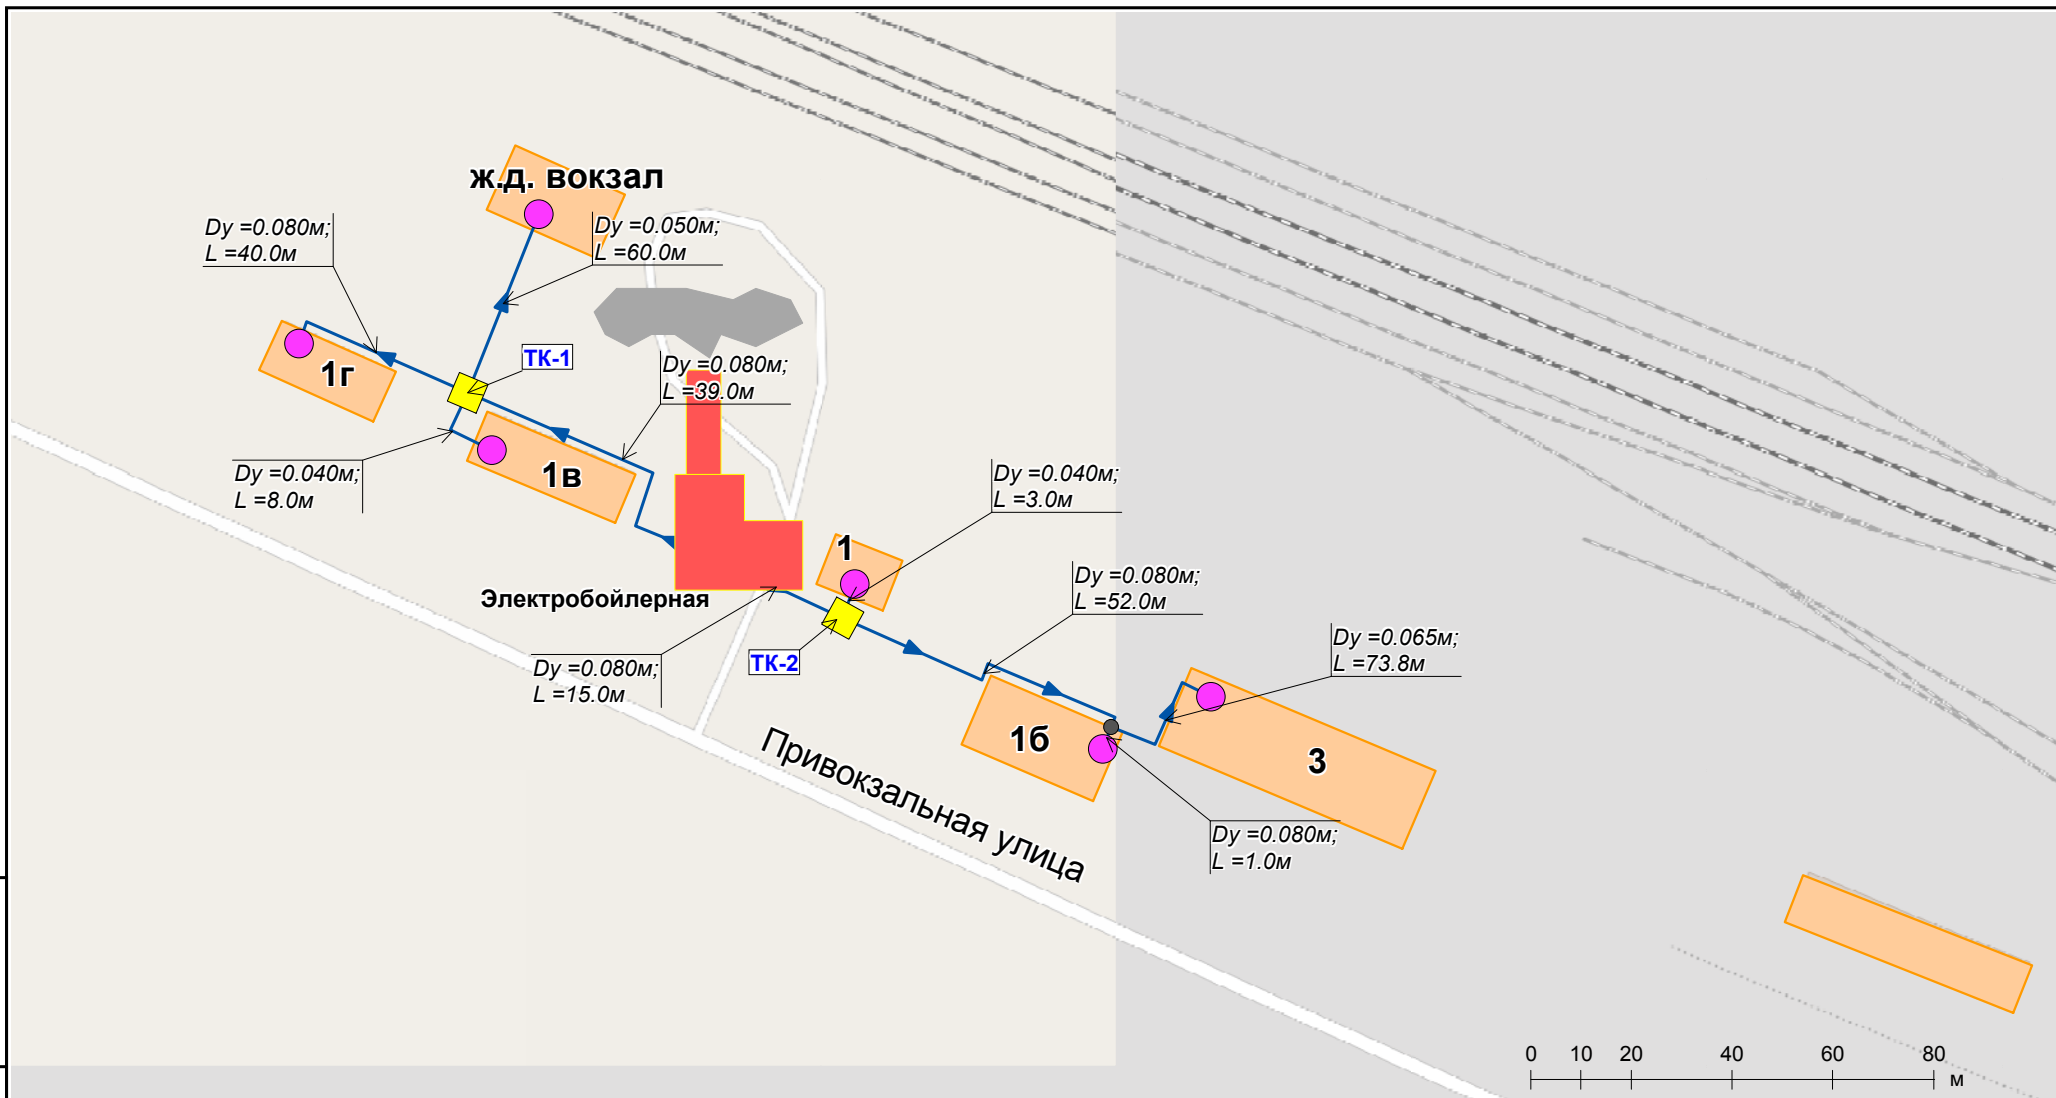 ж.д. вокзал
Dy =0.080м;
L =40.0м
Dy =0.050м;
L =60.0м
ТК-1
1г
Dy =0.080м;
L =39.0м
Dy =0.040м;
L =8.0м
1в
Dy =0.040м;
L =3.0м
1
Электробойлерная
Dy =0.080м;
L =52.0м
Dy =0.080м;
L =15.0м
ТК-2
Dy =0.065м;
L =73.8м
1б
3
Привокзальная улица
Dy =0.080м;
L =1.0м
0 10 20 40 60 80
м